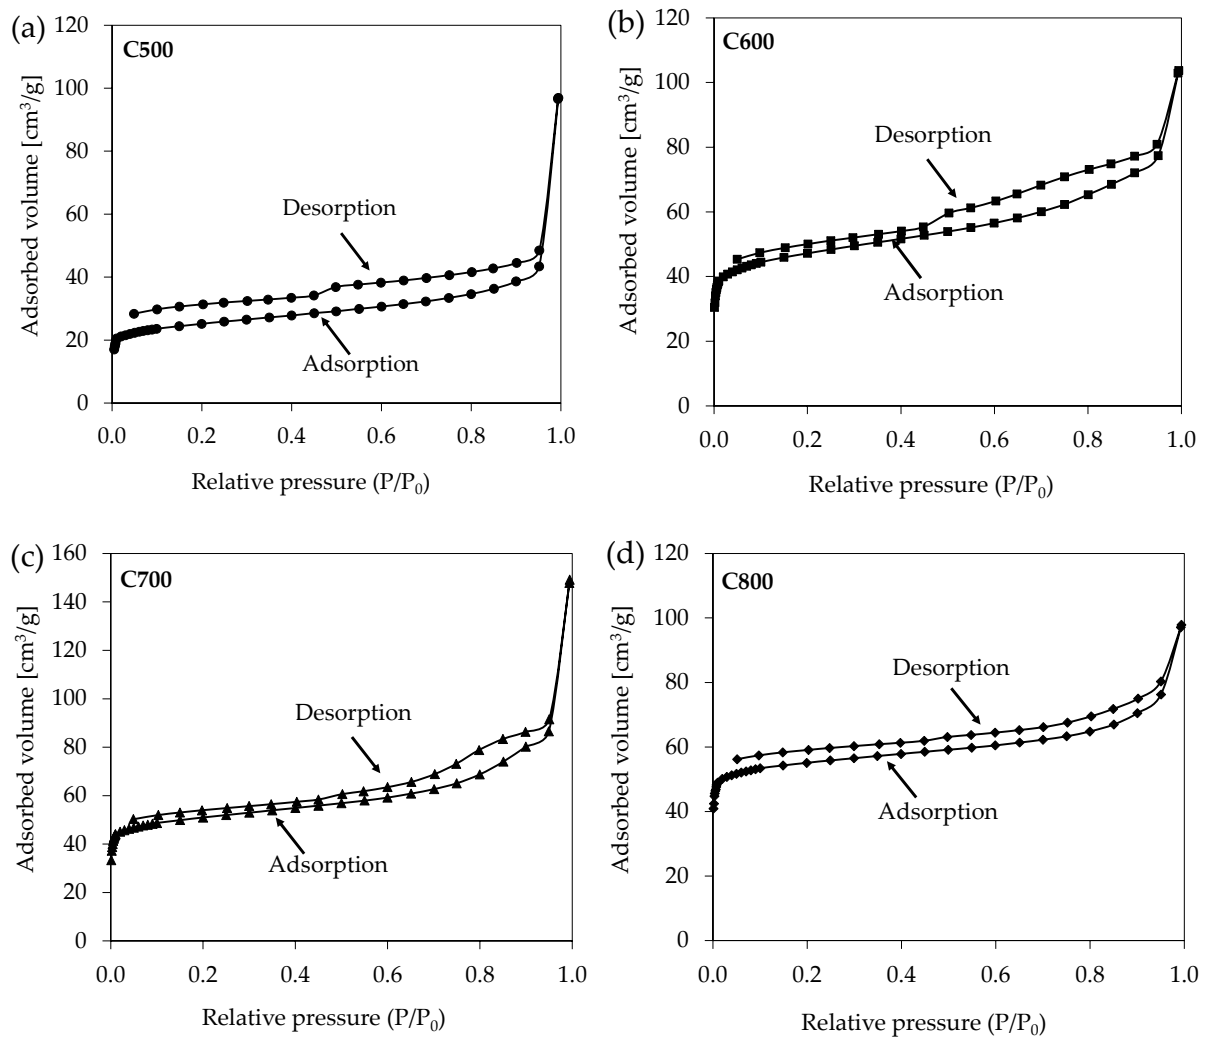 (a)
C500
Adsorbed volume [cm³/g]
120
100
80
60
40
20
0
Desorption
Adsorption
0.0 0.2 0.4 0.6 0.8 1.0
Relative pressure (P/P₀)
(b)
C600
Adsorbed volume [cm³/g]
120
100
80
60
40
20
0
Desorption
Adsorption
0.0 0.2 0.4 0.6 0.8 1.0
Relative pressure (P/P₀)
(c)
C700
Adsorbed volume [cm³/g]
160
140
120
100
80
60
40
20
0
Desorption
Adsorption
0.0 0.2 0.4 0.6 0.8 1.0
Relative pressure (P/P₀)
(d)
C800
Adsorbed volume [cm³/g]
120
100
80
60
40
20
0
Desorption
Adsorption
0.0 0.2 0.4 0.6 0.8 1.0
Relative pressure (P/P₀)